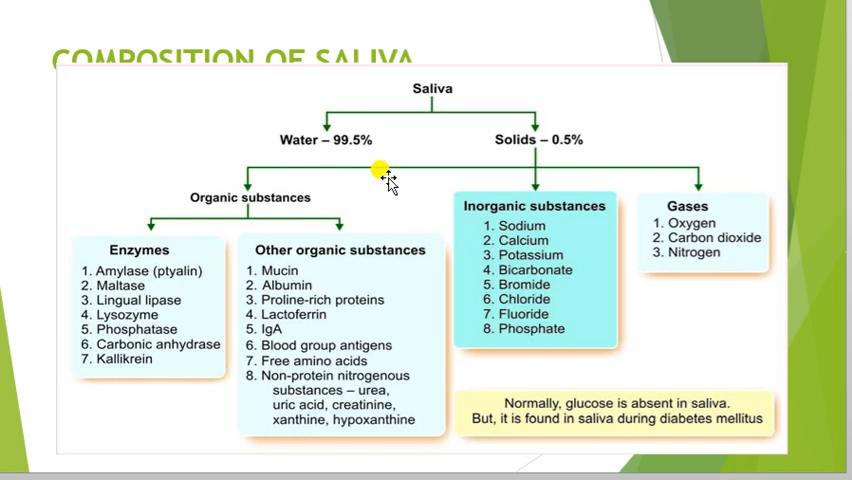 COMPOSITION OF SALIVA
Saliva
Water – 99.5%
Solids – 0.5%
Organic substances
Enzymes
1. Amylase (ptyalin)
2. Maltase
3. Lingual lipase
4. Lysozyme
5. Phosphatase
6. Carbonic anhydrase
7. Kallikrein
Other organic substances
1. Mucin
2. Albumin
3. Proline-rich proteins
4. Lactoferrin
5. IgA
6. Blood group antigens
7. Free amino acids
8. Non-protein nitrogenous
substances – urea,
uric acid, creatinine,
xanthine, hypoxanthine
Inorganic substances
1. Sodium
2. Calcium
3. Potassium
4. Bicarbonate
5. Bromide
6. Chloride
7. Fluoride
8. Phosphate
Gases
1. Oxygen
2. Carbon dioxide
3. Nitrogen
Normally, glucose is absent in saliva.
But, it is found in saliva during diabetes mellitus